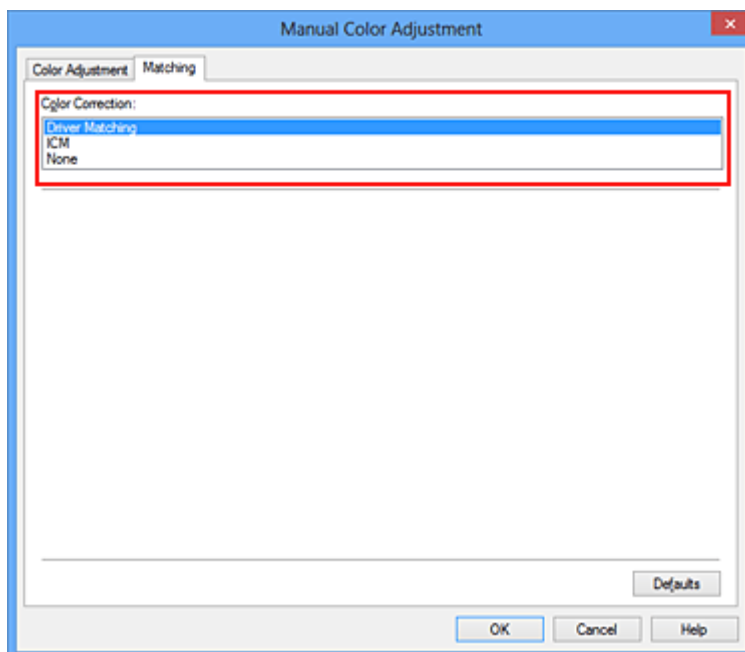 Manual Color Adjustment
Color Adjustment Matching
Color Correction:
Driver Matching
ICM
None
Defaults
OK Cancel Help